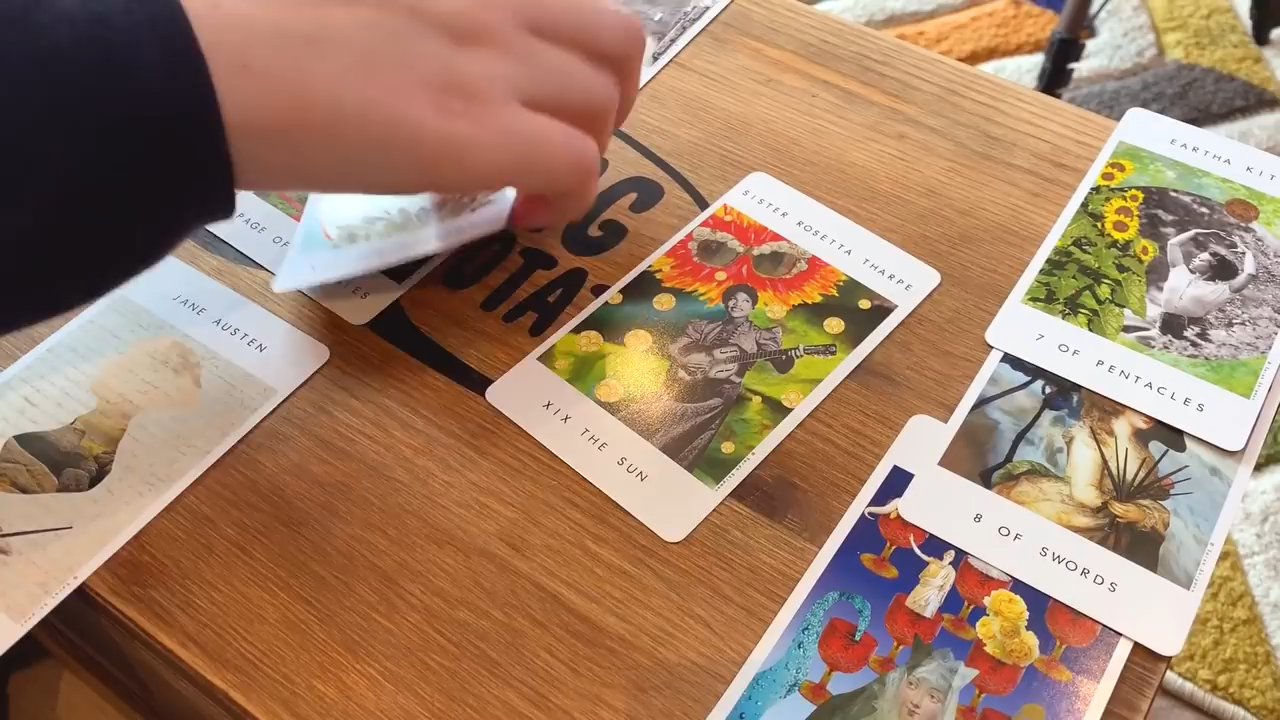 EARTHA KIT
7 OF PENTACLES
SISTER ROSETTA THARPE
XIX THE SUN
PAGE OF
JANE AUSTEN
8 OF SWORDS